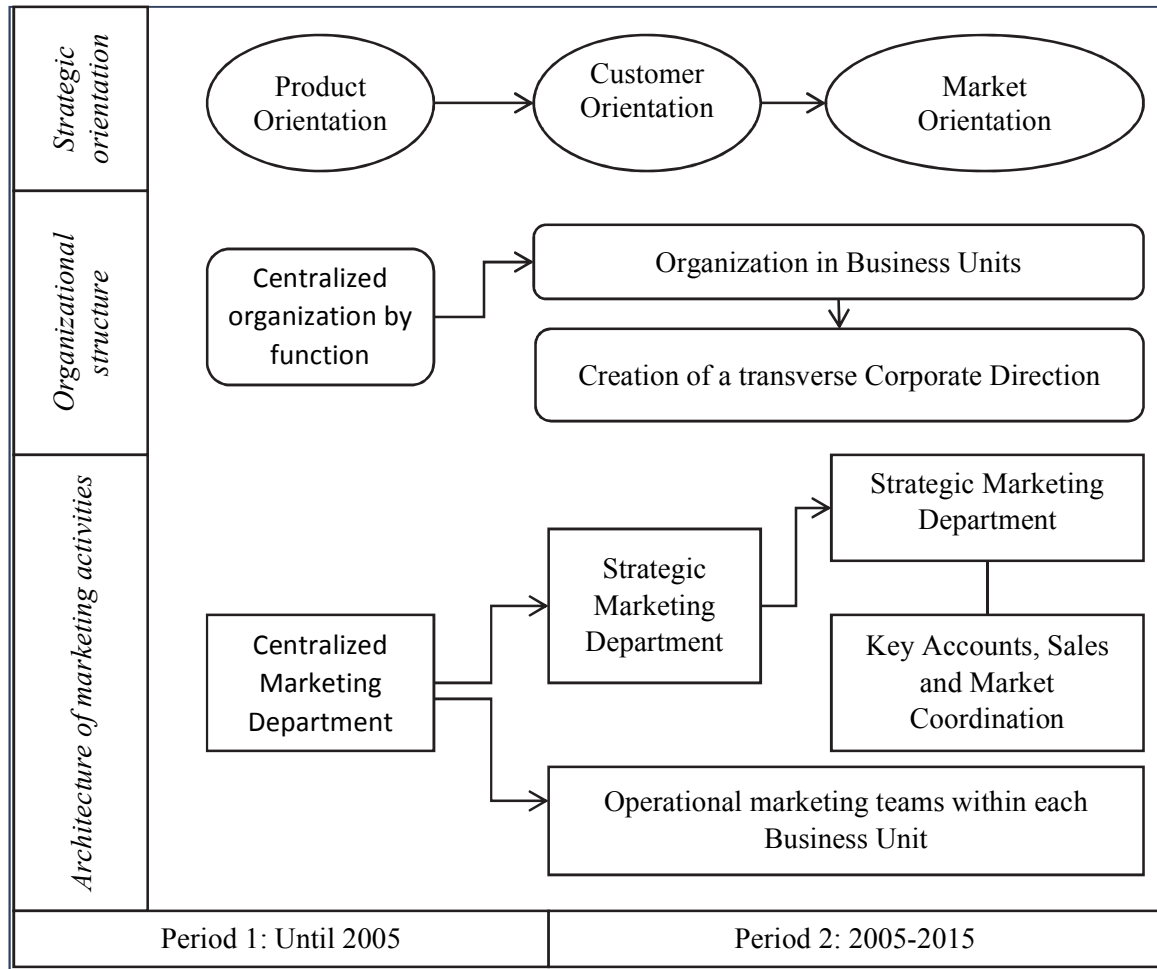 Strategic
orientation
Product
Orientation
Customer
Orientation
Market
Orientation
Organizational
structure
Centralized
organization by
function
Organization in Business Units
Creation of a transverse Corporate Direction
Architecture of marketing activities
Centralized
Marketing
Department
Strategic
Marketing
Department
Strategic Marketing
Department
Key Accounts, Sales
and Market
Coordination
Operational marketing teams within each
Business Unit
Period 1: Until 2005
Period 2: 2005-2015